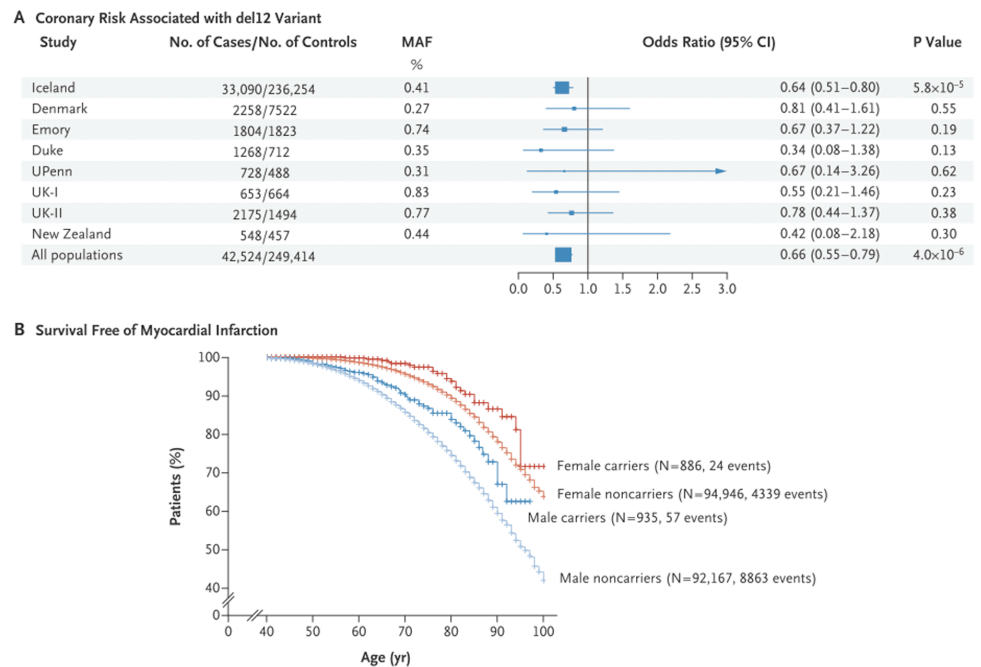 A Coronary Risk Associated with del12 Variant
Study No. of Cases/No. of Controls MAF Odds Ratio (95% CI) P Value
%
Iceland 33,090/236,254 0.41 0.64 (0.51–0.80) 5.8×10⁻⁵
Denmark 2258/7522 0.27 0.81 (0.41–1.61) 0.55
Emory 1804/1823 0.74 0.67 (0.37–1.22) 0.19
Duke 1268/712 0.35 0.34 (0.08–1.38) 0.13
UPenn 728/488 0.31 0.67 (0.14–3.26) 0.62
UK-I 653/664 0.83 0.55 (0.21–1.46) 0.23
UK-II 2175/1494 0.77 0.78 (0.44–1.37) 0.38
New Zealand 548/457 0.44 0.42 (0.08–2.18) 0.30
All populations 42,524/249,414 0.66 (0.55–0.79) 4.0×10⁻⁶
0.0 0.5 1.0 1.5 2.0 2.5 3.0
B Survival Free of Myocardial Infarction
Patients (%)
100
90
80
70
60
50
40
0
Female carriers (N=886, 24 events)
Female noncarriers (N=94,946, 4339 events)
Male carriers (N=935, 57 events)
Male noncarriers (N=92,167, 8863 events)
0 40 50 60 70 80 90 100
Age (yr)